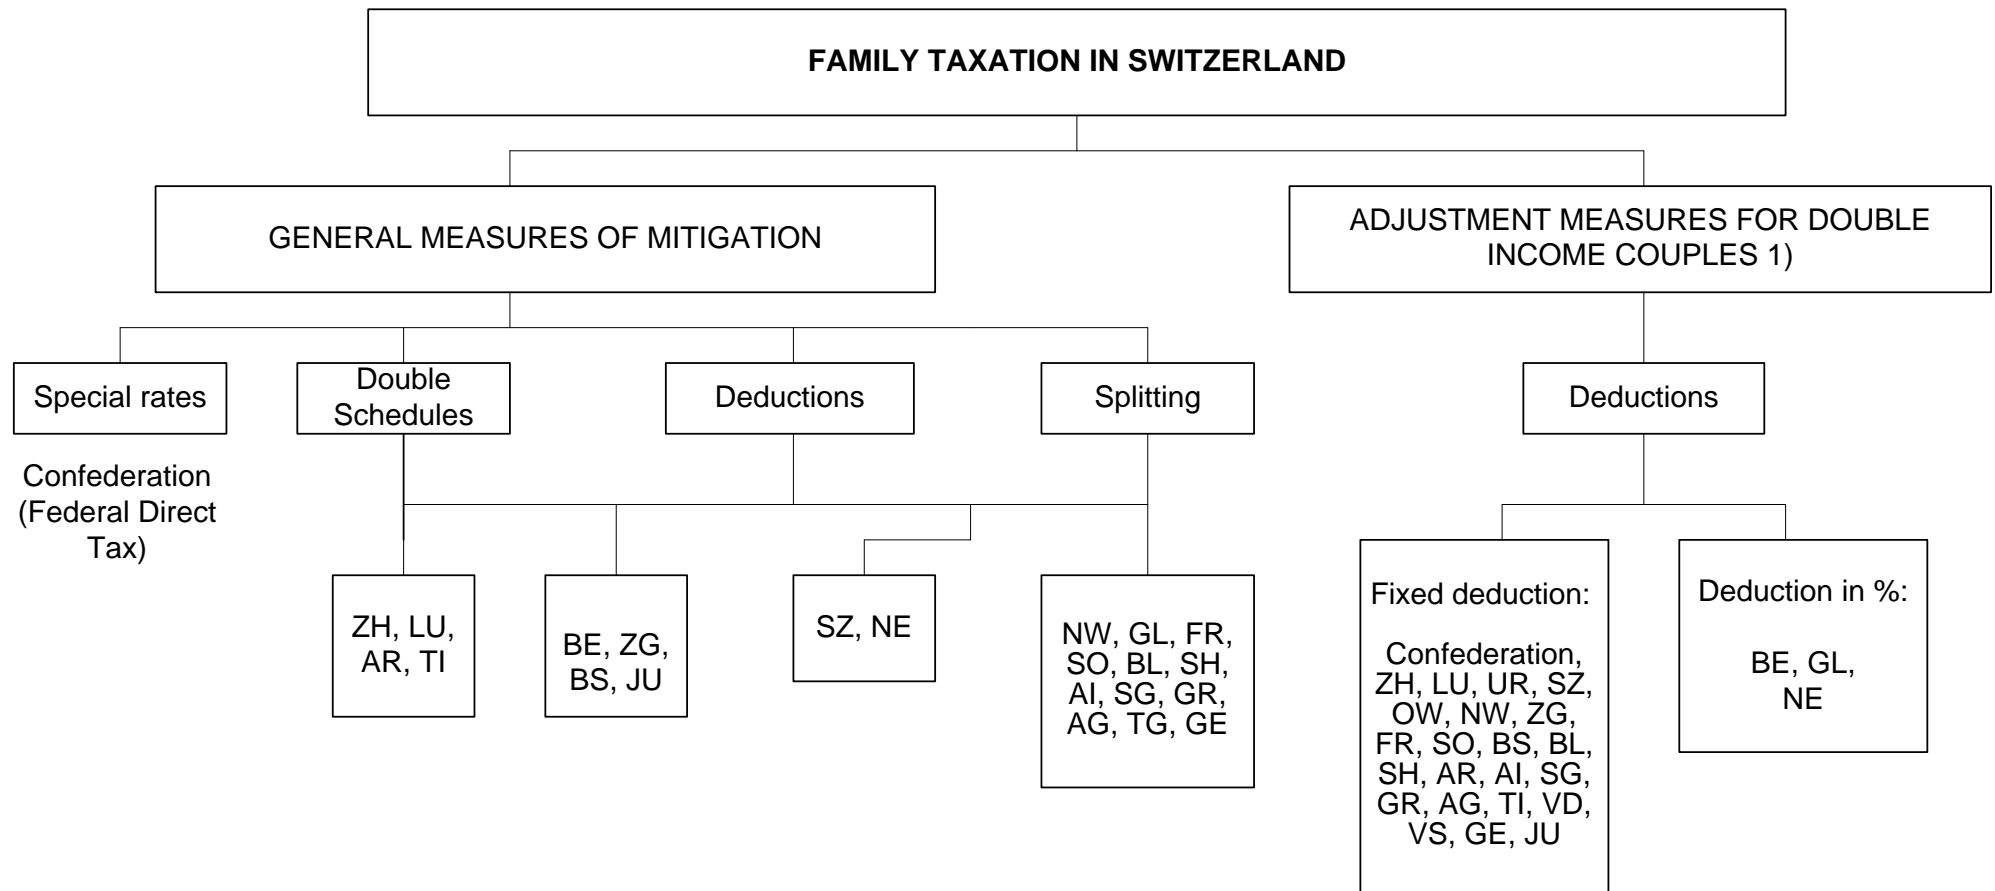 FAMILY TAXATION IN SWITZERLAND
GENERAL MEASURES OF MITIGATION
ADJUSTMENT MEASURES FOR DOUBLE
INCOME COUPLES 1)
Special rates
Double
Schedules
Deductions
Splitting
Deductions
Confederation
(Federal Direct
Tax)
ZH, LU,
AR, TI
BE, ZG,
BS, JU
SZ, NE
NW, GL, FR,
SO, BL, SH,
AI, SG, GR,
AG, TG, GE
Fixed deduction:
Confederation,
ZH, LU, UR, SZ,
OW, NW, ZG,
FR, SO, BS, BL,
SH, AR, AI, SG,
GR, AG, TI, VD,
VS, GE, JU
Deduction in %:
BE, GL,
NE